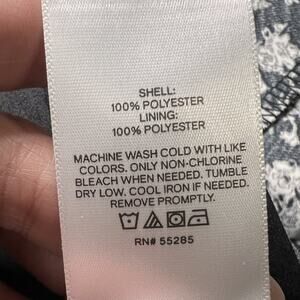 SHELL:
100% POLYESTER
LINING:
100% POLYESTER
MACHINE WASH COLD WITH LIKE
COLORS. ONLY NON-CHLORINE
BLEACH WHEN NEEDED. TUMBLE
DRY LOW. COOL IRON IF NEEDED.
REMOVE PROMPTLY.
RN# 55285